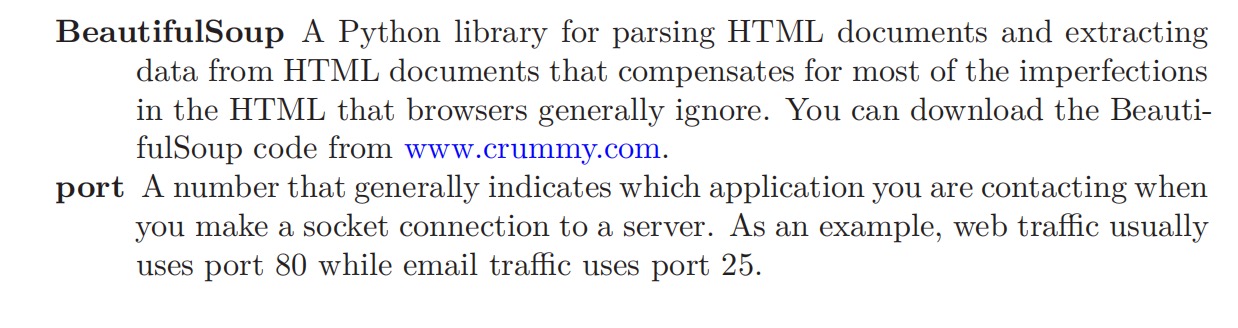 BeautifulSoup A Python library for parsing HTML documents and extracting
data from HTML documents that compensates for most of the imperfections
in the HTML that browsers generally ignore. You can download the Beauti-
fulSoup code from www.crummy.com.
port A number that generally indicates which application you are contacting when
you make a socket connection to a server. As an example, web traffic usually
uses port 80 while email traffic uses port 25.